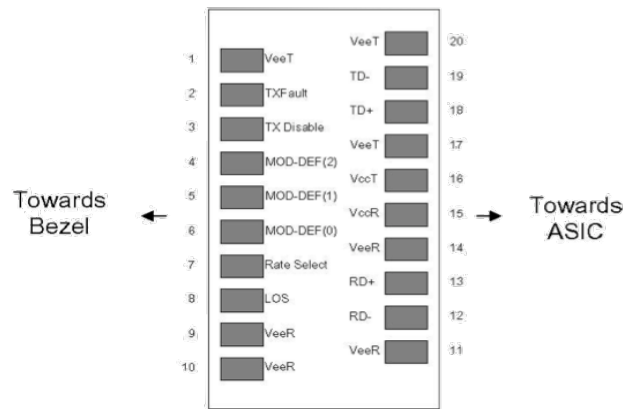 VeeT 20
1 VeeT
TD- 19
2 TXFault
TD+ 18
3 TX Disable
VeeT 17
4 MOD-DEF(2)
VccT 16
5 MOD-DEF(1)
Towards
Bezel
VccR 15
Towards
ASIC
6 MOD-DEF(0)
VeeR 14
7 Rate Select
RD+ 13
8 LOS
RD- 12
9 VeeR
VeeR 11
10 VeeR